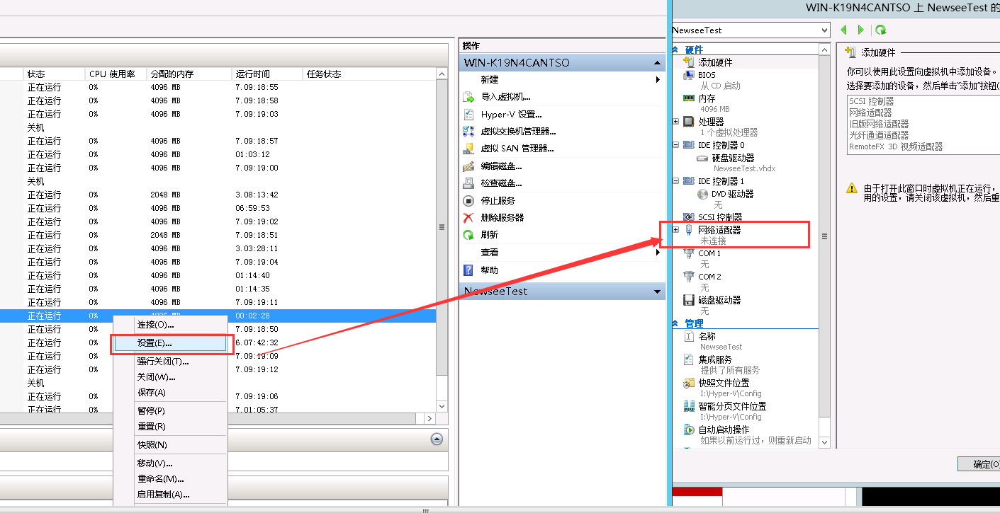 WIN-K19N4CANTSO 上 NewseeTest 的
状态 CPU 使用率 分配的内存 运行时间 任务状态
正在运行 0% 4096 MB 7.09:18:55
正在运行 0% 4096 MB 7.09:18:58
正在运行 0% 4096 MB 7.09:19:03
关机
正在运行 0% 4096 MB 7.09:18:57
正在运行 0% 4096 MB 01:03:12
正在运行 0% 4096 MB 7.09:19:00
关机
正在运行 0% 2048 MB 3.08:13:42
正在运行 0% 4096 MB 06:59:53
正在运行 0% 4096 MB 7.09:19:02
正在运行 0% 2048 MB 7.09:18:51
正在运行 0% 4096 MB 3.03:28:11
正在运行 0% 4096 MB 7.09:19:04
正在运行 0% 4096 MB 01:14:40
正在运行 0% 4096 MB 01:14:35
正在运行 0% 4096 MB 7.09:19:11
正在运行 0% 4096 MB 00:02:28
正在运行 0% 7.09:18:50
正在运行 0% 6.07:42:32
正在运行 0% 7.09:19:09
正在运行 0% 7.09:19:12
关机
正在运行 0% 7.09:19:06
正在运行 0% 7.01:05:37
连接(O)...
设置(E)...
强行关闭(T)...
关闭(W)...
保存(A)
暂停(P)
重置(R)
快照(N)
移动(V)...
重命名(M)...
启用复制(A)...
操作
WIN-K19N4CANTSO
新建
导入虚拟机...
Hyper-V 设置...
虚拟交换机管理器...
虚拟 SAN 管理器...
编辑磁盘...
检查磁盘...
停止服务
删除服务器
刷新
查看
帮助
NewseeTest
NewseeTest
硬件
添加硬件
BIOS
从 CD 启动
内存
4096 MB
处理器
1 个虚拟处理器
IDE 控制器 0
硬盘驱动器
NewseeTest.vhdx
IDE 控制器 1
DVD 驱动器
无
SCSI 控制器
网络适配器
未连接
COM 1
无
COM 2
无
磁盘驱动器
无
管理
名称
NewseeTest
集成服务
提供了所有服务
快照文件位置
I:\Hyper-V\Config
智能分页文件位置
I:\Hyper-V\Config
自动启动操作
如果以前运行过，则重新启动
添加硬件
你可以使用此设置向虚拟机中添加设备。
选择要添加的设备，然后单击“添加”按钮(
SCSI 控制器
网络适配器
旧版网络适配器
光纤通道适配器
RemoteFX 3D 视频适配器
由于打开此窗口时虚拟机正在运行，
用的设置，请关闭该虚拟机，然后重
确定(O)